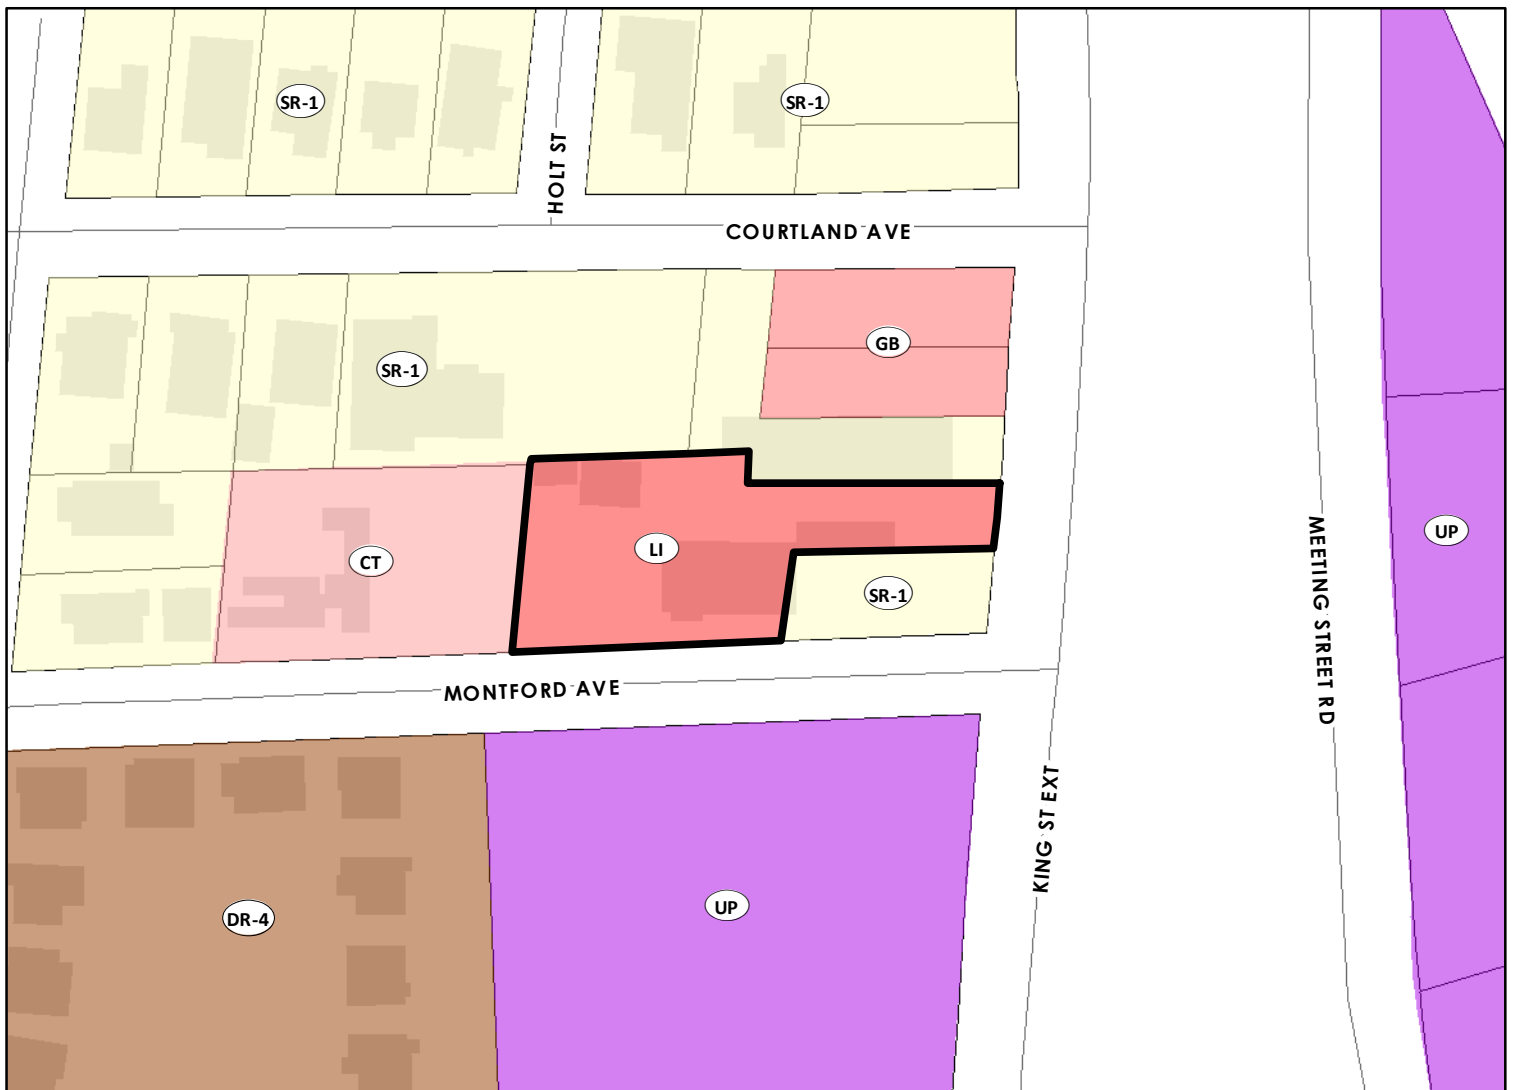 SR-1
SR-1
HOLT ST
COURTLAND AVE
GB
SR-1
UP
LI
CT
SR-1
MEETING STREET RD
MONTFORD AVE
KING ST EXT
UP
DR-4